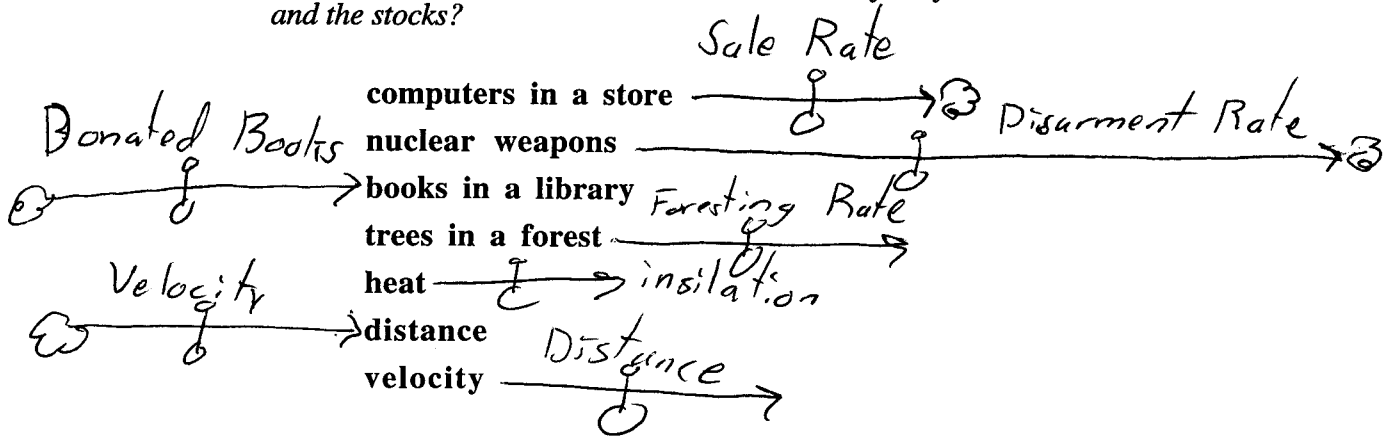 and the stocks?
Sale Rate
computers in a store
Disarment Rate
Donated Books nuclear weapons
books in a library Foresting Rate
trees in a forest
Velocity heat insilation
distance
Distance
velocity